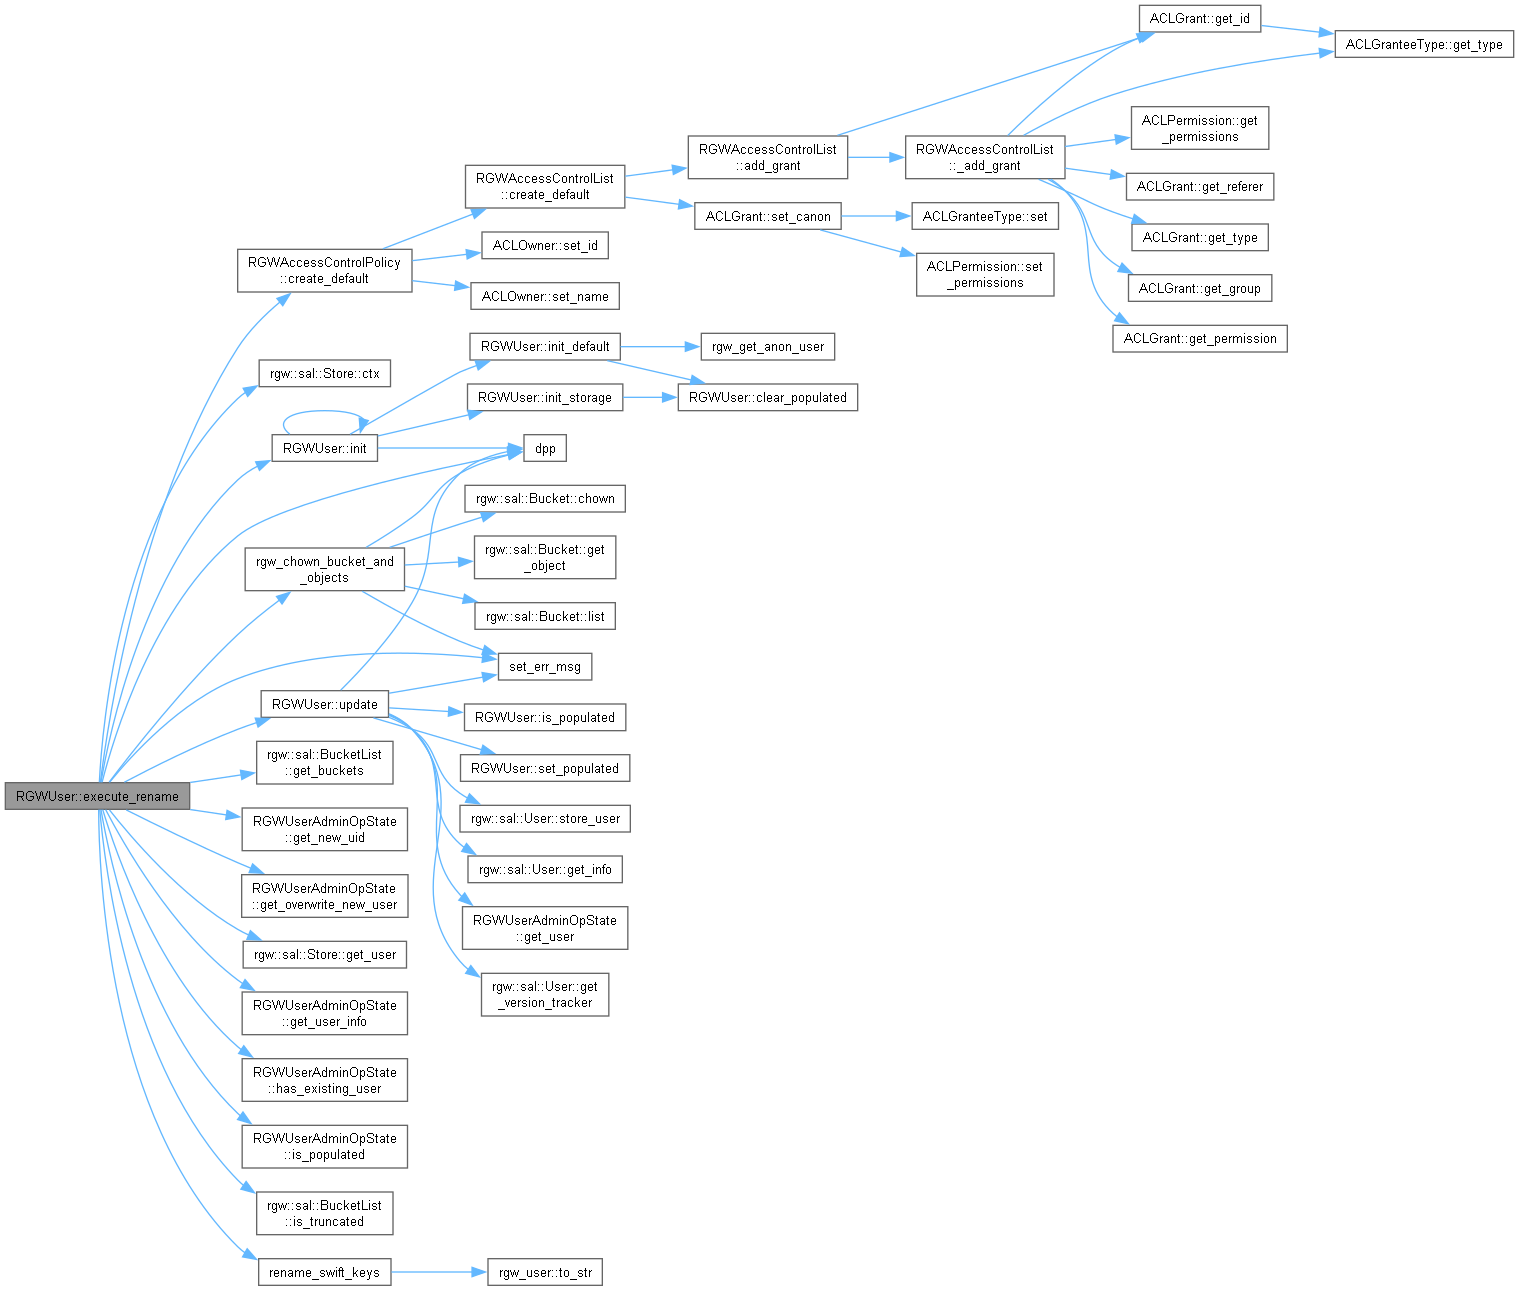 RGWUser::execute_rename
RGWAccessControlPolicy
::create_default
RGWAccessControlList
::create_default
RGWAccessControlList
::add_grant
ACLGrant::get_id
ACLGranteeType::get_type
RGWAccessControlList
::_add_grant
ACLPermission::get
_permissions
ACLGrant::get_referer
ACLGrant::get_type
ACLGrant::get_group
ACLGrant::get_permission
ACLGrant::set_canon
ACLGranteeType::set
ACLPermission::set
_permissions
ACLOwner::set_id
ACLOwner::set_name
rgw::sal::Store::ctx
RGWUser::init
RGWUser::init_default
rgw_get_anon_user
RGWUser::clear_populated
RGWUser::init_storage
dpp
rgw_chown_bucket_and
_objects
rgw::sal::Bucket::chown
rgw::sal::Bucket::get
_object
rgw::sal::Bucket::list
set_err_msg
RGWUser::update
RGWUser::is_populated
RGWUser::set_populated
rgw::sal::User::store_user
rgw::sal::User::get_info
RGWUserAdminOpState
::get_user
rgw::sal::User::get
_version_tracker
rgw::sal::BucketList
::get_buckets
RGWUserAdminOpState
::get_new_uid
RGWUserAdminOpState
::get_overwrite_new_user
rgw::sal::Store::get_user
RGWUserAdminOpState
::get_user_info
RGWUserAdminOpState
::has_existing_user
RGWUserAdminOpState
::is_populated
rgw::sal::BucketList
::is_truncated
rename_swift_keys
rgw_user::to_str